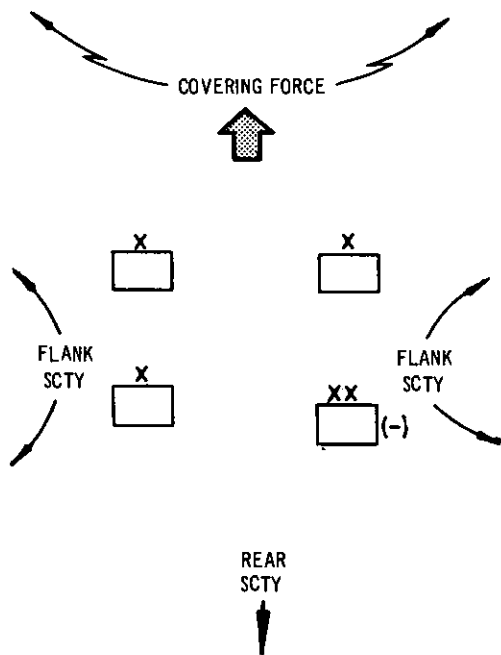 COVERING FORCE
X
X
FLANK
SCTY
X
XX
(-)
FLANK
SCTY
REAR
SCTY